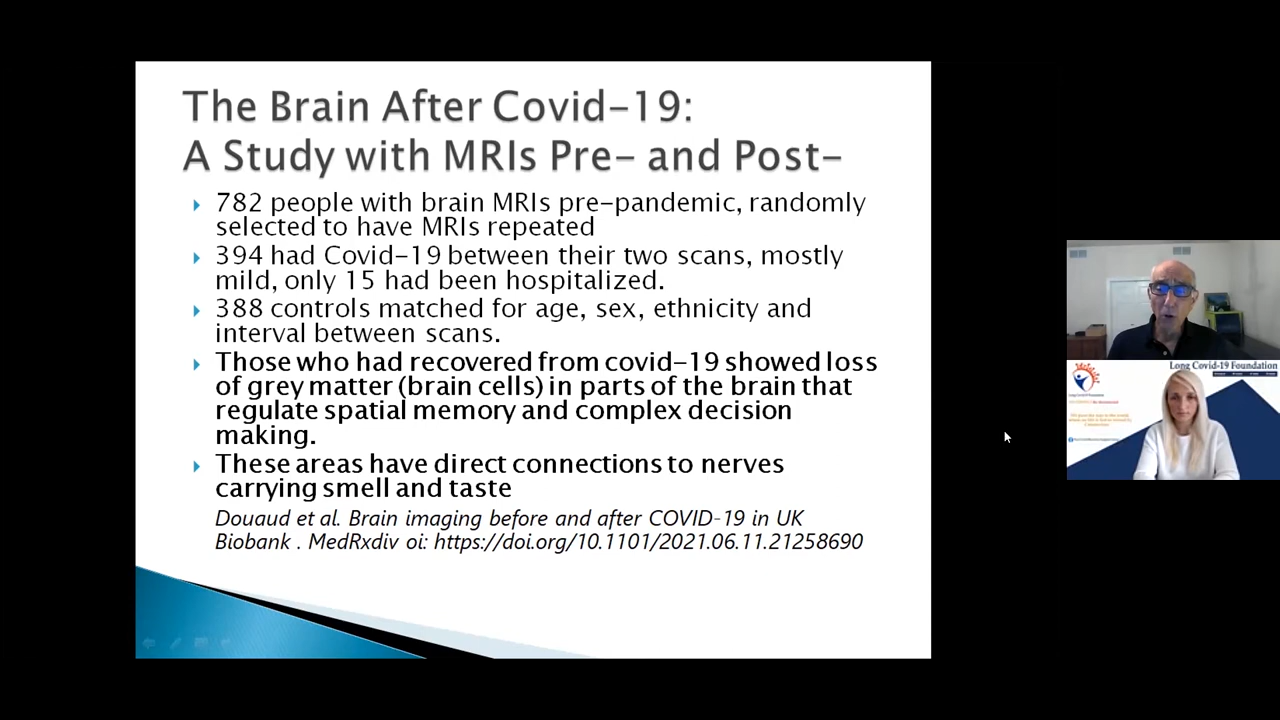 The Brain After Covid-19:
A Study with MRIs Pre- and Post-
782 people with brain MRIs pre-pandemic, randomly
selected to have MRIs repeated
394 had Covid-19 between their two scans, mostly
mild, only 15 had been hospitalized.
388 controls matched for age, sex, ethnicity and
interval between scans.
Those who had recovered from covid-19 showed loss
of grey matter (brain cells) in parts of the brain that
regulate spatial memory and complex decision
making.
These areas have direct connections to nerves
carrying smell and taste
Douaud et al. Brain imaging before and after COVID-19 in UK
Biobank . MedRxdiv oi: https://doi.org/10.1101/2021.06.11.21258690
Long Covid-19 Foundation